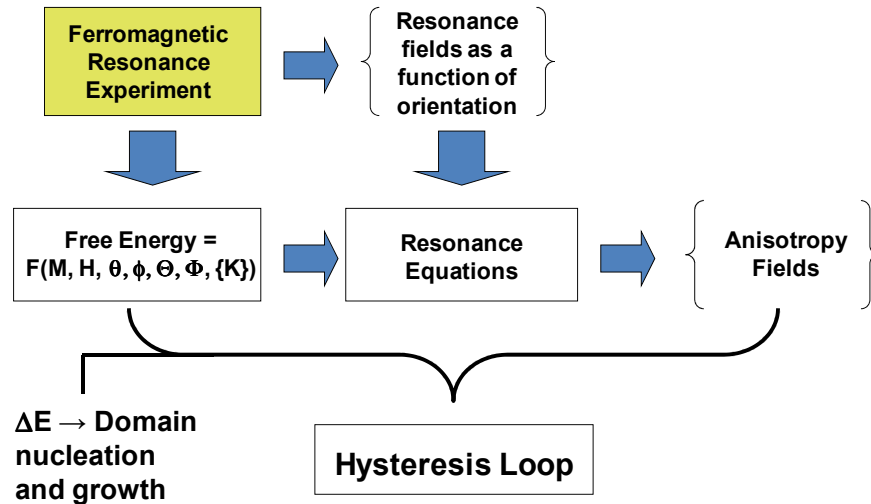 Ferromagnetic
Resonance
Experiment
Resonance
fields as a
function of
orientation
Free Energy =
F(M, H, θ, ϕ, Θ, Φ, {K})
Resonance
Equations
Anisotropy
Fields
ΔE → Domain
nucleation
and growth
Hysteresis Loop